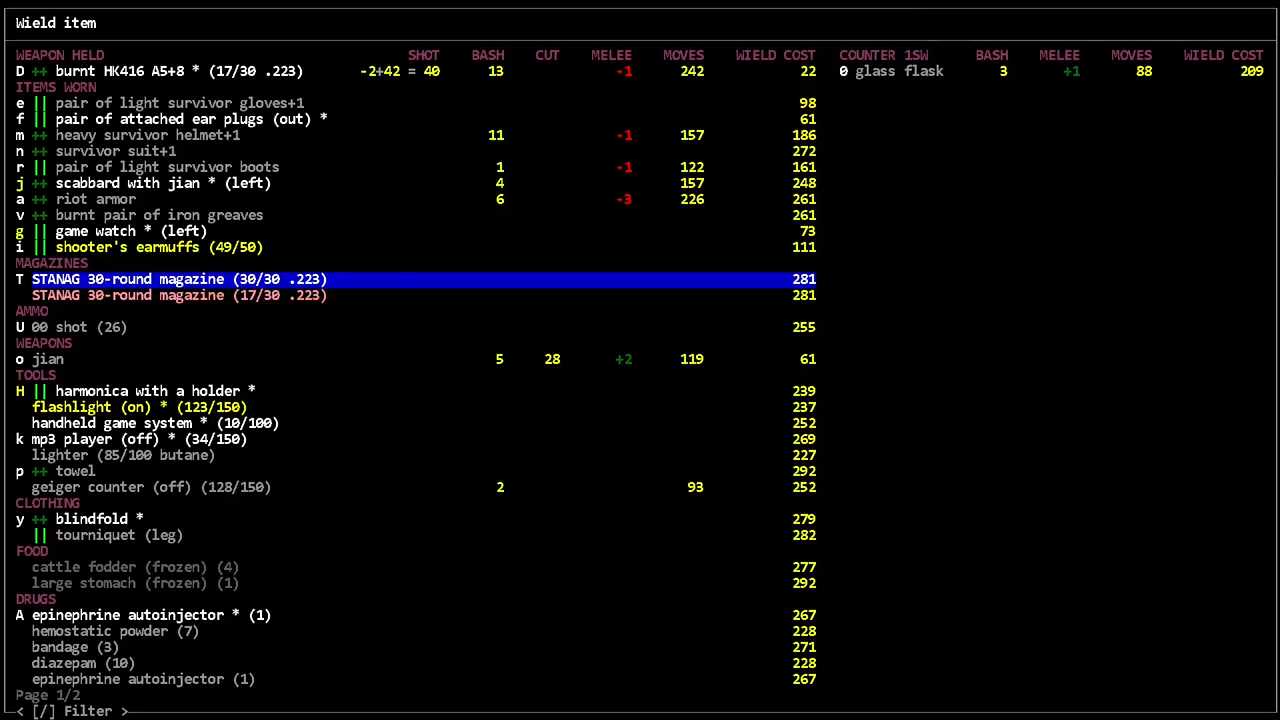 Wield item
WEAPON HELD SHOT BASH CUT MELEE MOVES WIELD COST COUNTER 1SW BASH MELEE MOVES WIELD COST
D ++ burnt HK416 A5+8 * (17/30 .223) -2+42 = 40 13 -1 242 22 0 glass flask 3 +1 88 209
ITEMS WORN
e || pair of light survivor gloves+1 98
f || pair of attached ear plugs (out) * 61
m ++ heavy survivor helmet+1 11 -1 157 186
n ++ survivor suit+1 272
r || pair of light survivor boots 1 -1 122 161
j ++ scabbard with jian * (left) 4 157 248
a ++ riot armor 6 -3 226 261
v ++ burnt pair of iron greaves 261
g || game watch * (left) 73
i || shooter's earmuffs (49/50) 111
MAGAZINES
T STANAG 30-round magazine (30/30 .223) 281
STANAG 30-round magazine (17/30 .223) 281
AMMO
U 00 shot (26) 255
WEAPONS
o jian 5 28 +2 119 61
TOOLS
H || harmonica with a holder * 239
flashlight (on) * (123/150) 237
handheld game system * (10/100) 252
k mp3 player (off) * (34/150) 269
lighter (85/100 butane) 227
p ++ towel 292
geiger counter (off) (128/150) 2 93 252
CLOTHING
y ++ blindfold * 279
|| tourniquet (leg) 282
FOOD
cattle fodder (frozen) (4) 277
large stomach (frozen) (1) 292
DRUGS
A epinephrine autoinjector * (1) 267
hemostatic powder (7) 228
bandage (3) 271
diazepam (10) 228
epinephrine autoinjector (1) 267
Page 1/2
< [/] Filter >